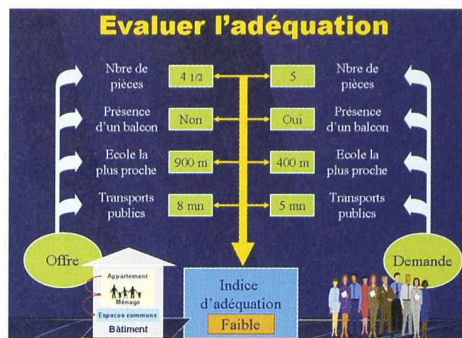 Evaluer l'adéquation
Nbre de
pièces
4 1/2
5
Nbre de
pièces
Présence
d'un balcon
Non
Oui
Présence
d'un balcon
Ecole la
plus proche
900 m
400 m
Ecole la
plus proche
Transports
publics
8 mn
5 mn
Transports
publics
Offre
Demande
Appartement
Ménage
Espaces communs
Bâtiment
Indice
d'adéquation
Faible